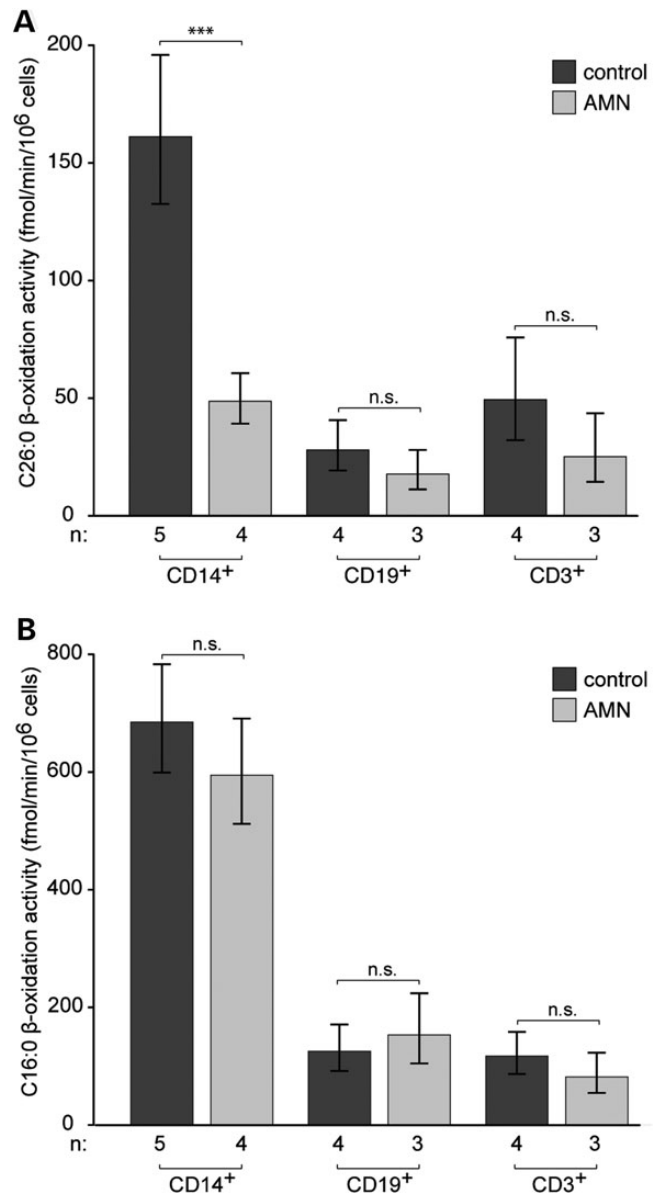 A
C26:0 β-oxidation activity (fmol/min/10⁶ cells)
200
150
100
50
0
***
n.s.
n.s.
control
AMN
n: 5 4 4 3 4 3
CD14⁺ CD19⁺ CD3⁺
B
C16:0 β-oxidation activity (fmol/min/10⁶ cells)
800
600
400
200
0
n.s.
n.s.
n.s.
control
AMN
n: 5 4 4 3 4 3
CD14⁺ CD19⁺ CD3⁺